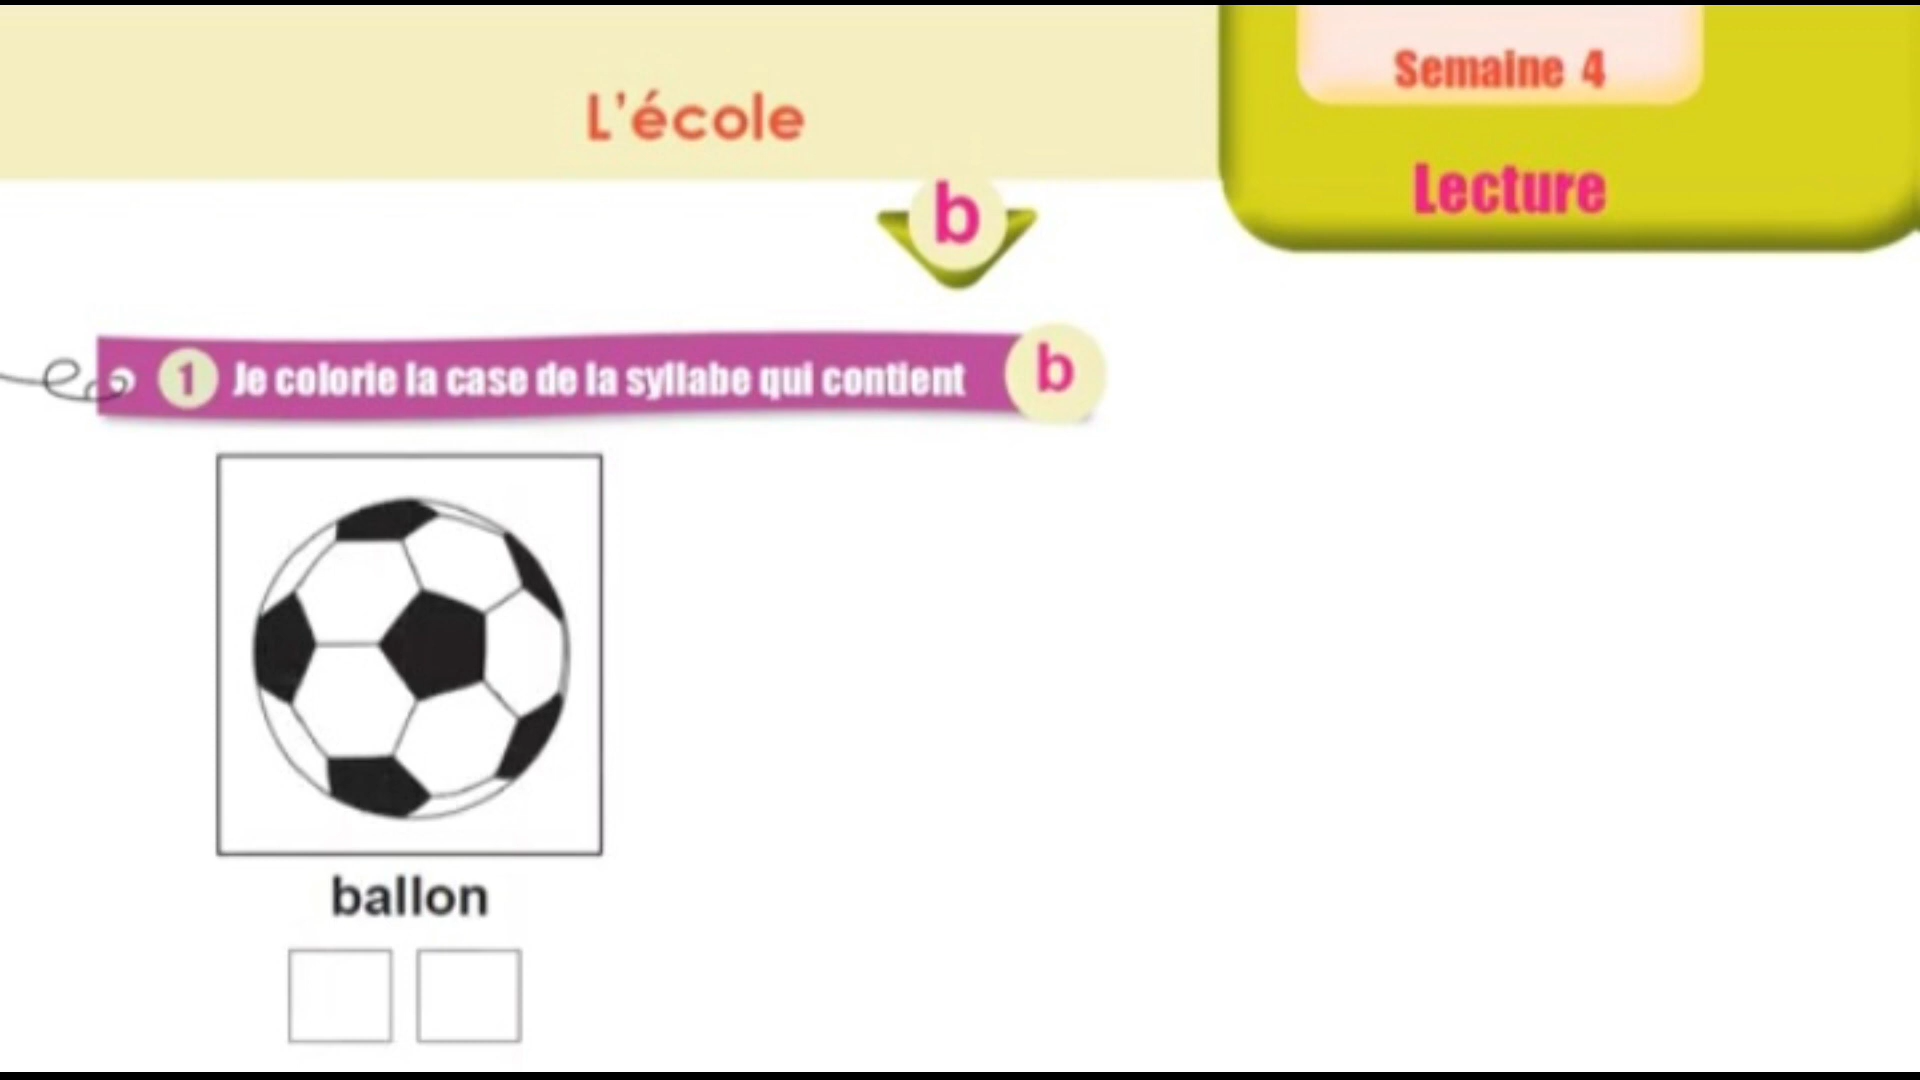 Semaine 4
L'école
Lecture
b
1 Je colorie la case de la syllabe qui contient b
ballon